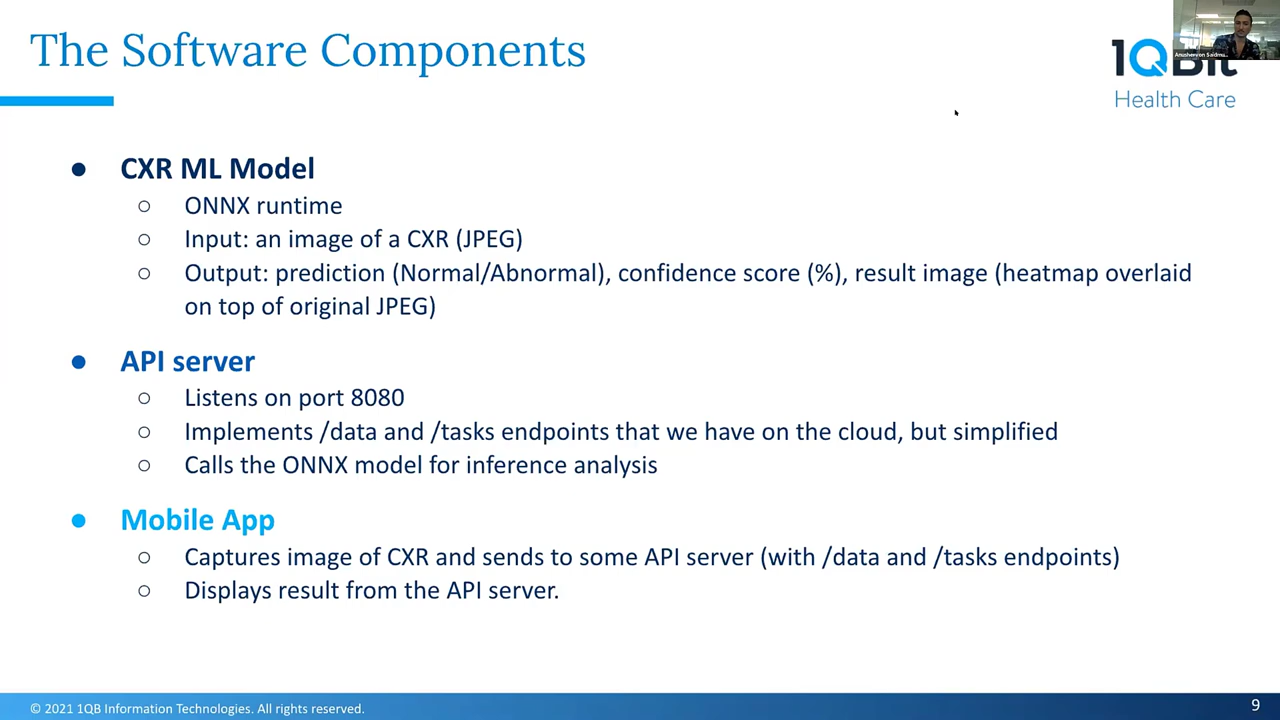 The Software Components
1QBit
Health Care
Anushervon Saidmu...
● CXR ML Model
○ ONNX runtime
○ Input: an image of a CXR (JPEG)
○ Output: prediction (Normal/Abnormal), confidence score (%), result image (heatmap overlaid
on top of original JPEG)
● API server
○ Listens on port 8080
○ Implements /data and /tasks endpoints that we have on the cloud, but simplified
○ Calls the ONNX model for inference analysis
● Mobile App
○ Captures image of CXR and sends to some API server (with /data and /tasks endpoints)
○ Displays result from the API server.
© 2021 1QB Information Technologies. All rights reserved.
9